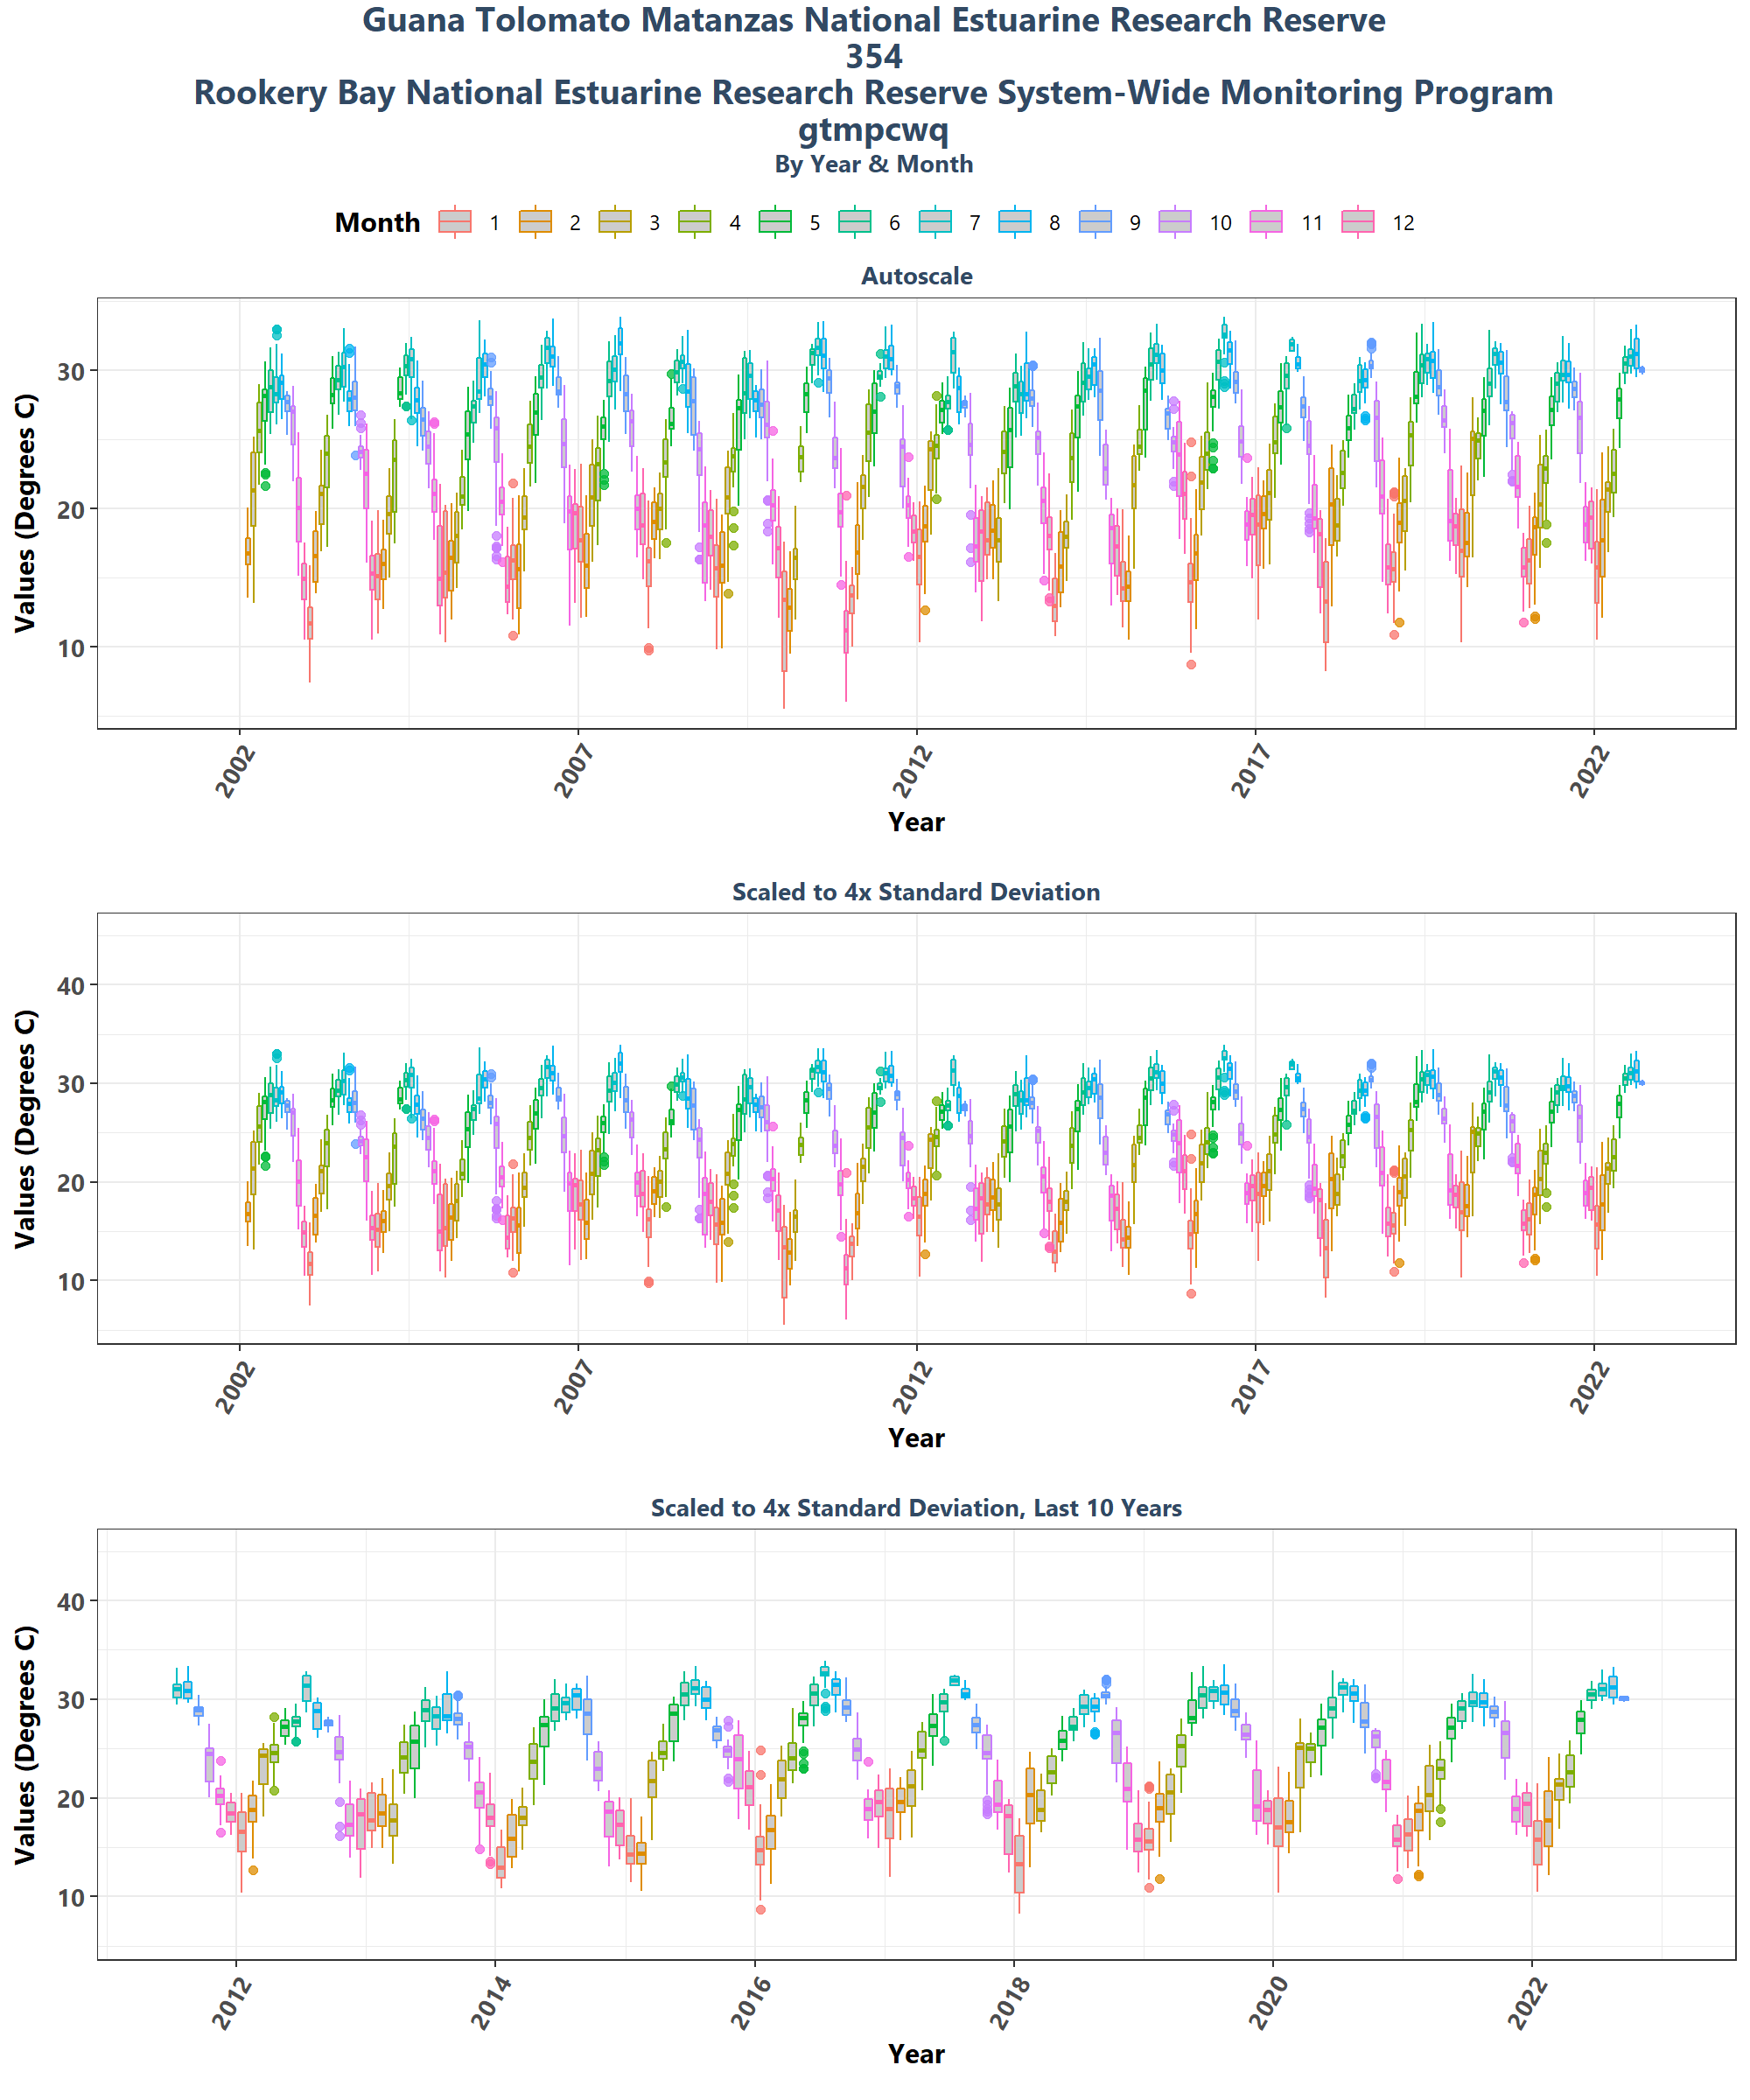 Guana Tolomato Matanzas National Estuarine Research Reserve
354
Rookery Bay National Estuarine Research Reserve System-Wide Monitoring Program
gtmpcwq
By Year & Month
Month 1 2 3 4 5 6 7 8 9 10 11 12
Autoscale
Values (Degrees C)
30
20
10
2002 2007 2012 2017 2022
Year
Scaled to 4x Standard Deviation
Values (Degrees C)
40
30
20
10
2002 2007 2012 2017 2022
Year
Scaled to 4x Standard Deviation, Last 10 Years
Values (Degrees C)
40
30
20
10
2012 2014 2016 2018 2020 2022
Year